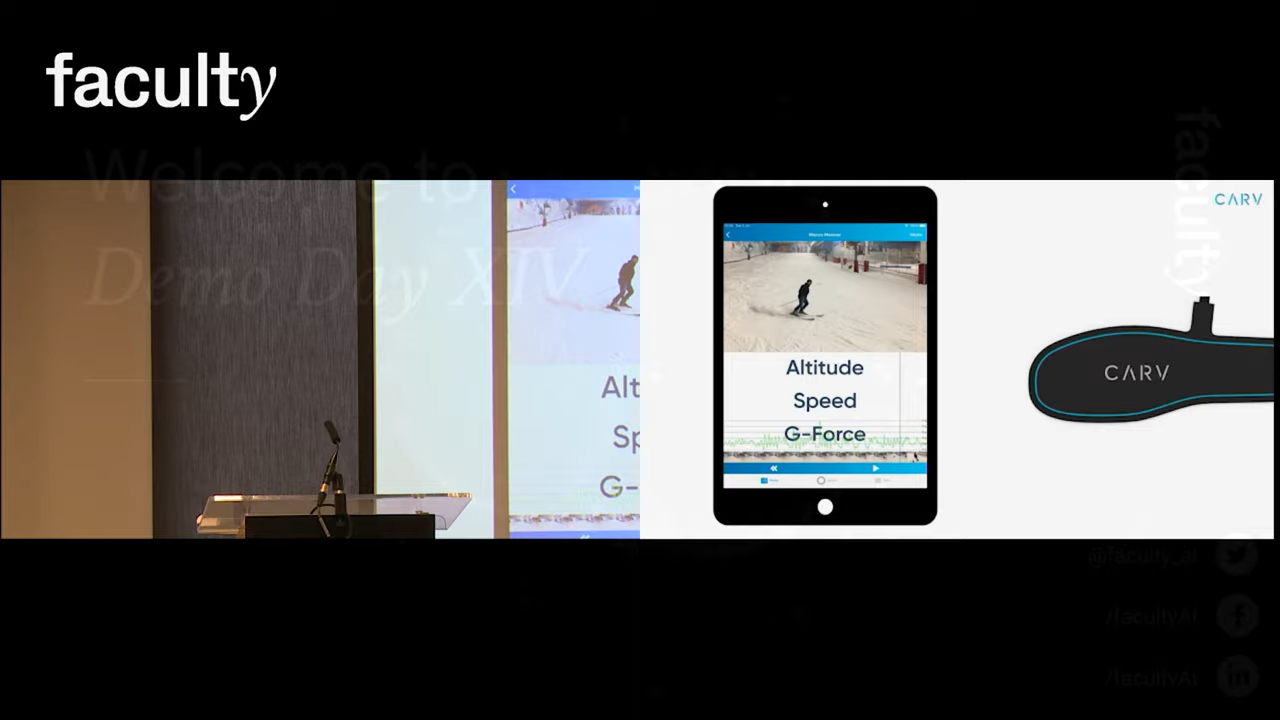 faculty
Welcome to
Demo Day XIV
faculty
Alt
Sp
G-
CARV
Altitude
Speed
G-Force
CARV
@faculty_ai
/facultyAI
/facultyAI